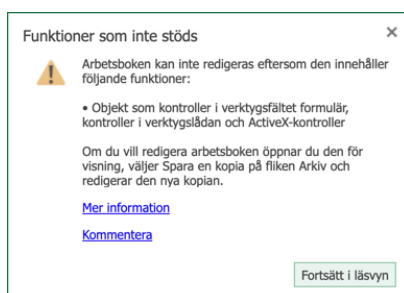 Funktioner som inte stöds
Arbetsboken kan inte redigeras eftersom den innehåller
följande funktioner:
• Objekt som kontroller i verktygsfältet formulär,
kontroller i verktygslådan och ActiveX-kontroller
Om du vill redigera arbetsboken öppnar du den för
visning, väljer Spara en kopia på fliken Arkiv och
redigerar den nya kopian.
Mer information
Kommentera
Fortsätt i läsvyn